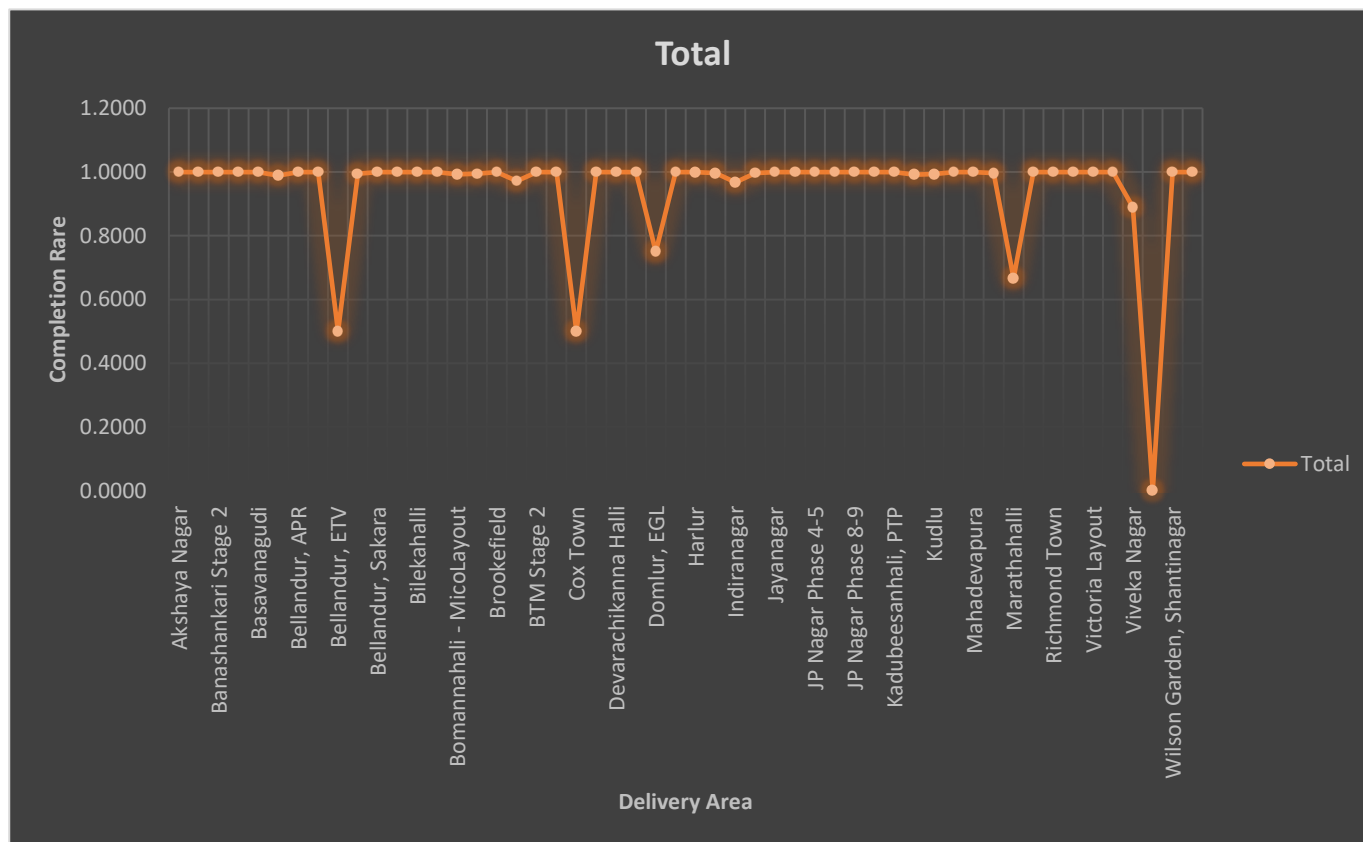 Total
1.2000
1.0000
0.8000
0.6000
0.4000
0.2000
0.0000
Completion Rare
Akshaya Nagar
Banashankari Stage 2
Basavanagudi
Bellandur, APR
Bellandur, ETV
Bellandur, Sakara
Bilekahalli
Bomannahali - MicoLayout
Brookefield
BTM Stage 2
Cox Town
Devarachikanna Halli
Domlur, EGL
Harlur
Indiranagar
Jayanagar
JP Nagar Phase 4-5
JP Nagar Phase 8-9
Kadubeesanhali, PTP
Kudlu
Mahadevapura
Marathahalli
Richmond Town
Victoria Layout
Viveka Nagar
Wilson Garden, Shantinagar
Delivery Area
Total